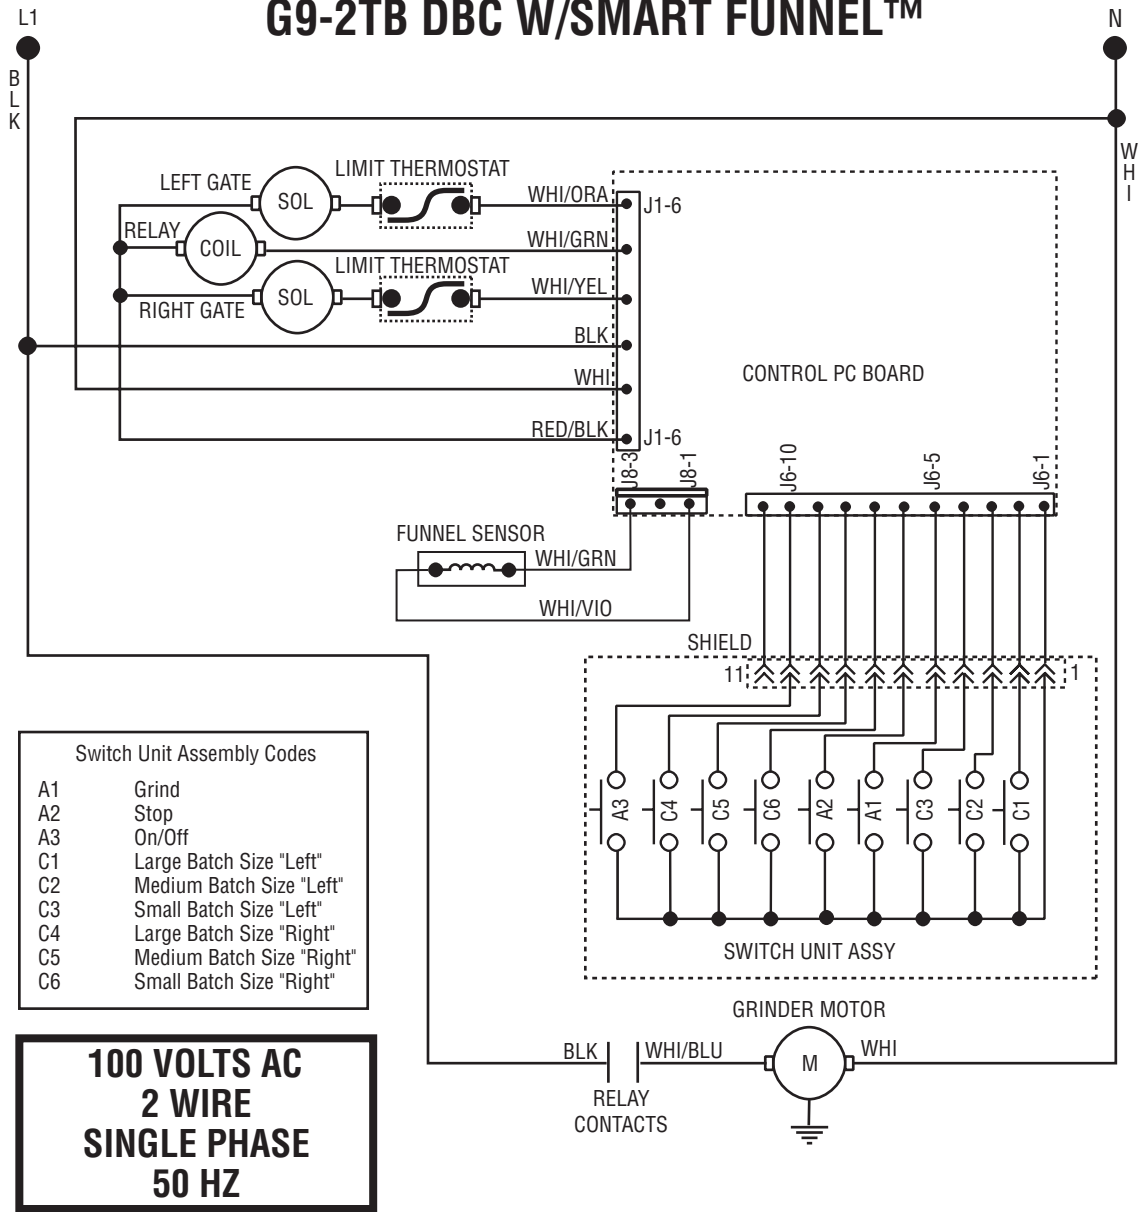 G9-2TB DBC W/SMART FUNNEL™
L1
N
BLK
WHI
LEFT GATE
SOL
LIMIT THERMOSTAT
WHI/ORA
J1-6
RELAY
COIL
WHI/GRN
LIMIT THERMOSTAT
RIGHT GATE
SOL
WHI/YEL
BLK
WHI
RED/BLK
J1-6
CONTROL PC BOARD
J8-3
J8-1
J6-10
J6-5
J6-1
FUNNEL SENSOR
WHI/GRN
WHI/VIO
SHIELD
11
1
A3
C4
C5
C6
A2
A1
C3
C2
C1
SWITCH UNIT ASSY
Switch Unit Assembly Codes
A1 Grind
A2 Stop
A3 On/Off
C1 Large Batch Size "Left"
C2 Medium Batch Size "Left"
C3 Small Batch Size "Left"
C4 Large Batch Size "Right"
C5 Medium Batch Size "Right"
C6 Small Batch Size "Right"
GRINDER MOTOR
BLK
WHI/BLU
M
WHI
RELAY
CONTACTS
100 VOLTS AC
2 WIRE
SINGLE PHASE
50 HZ